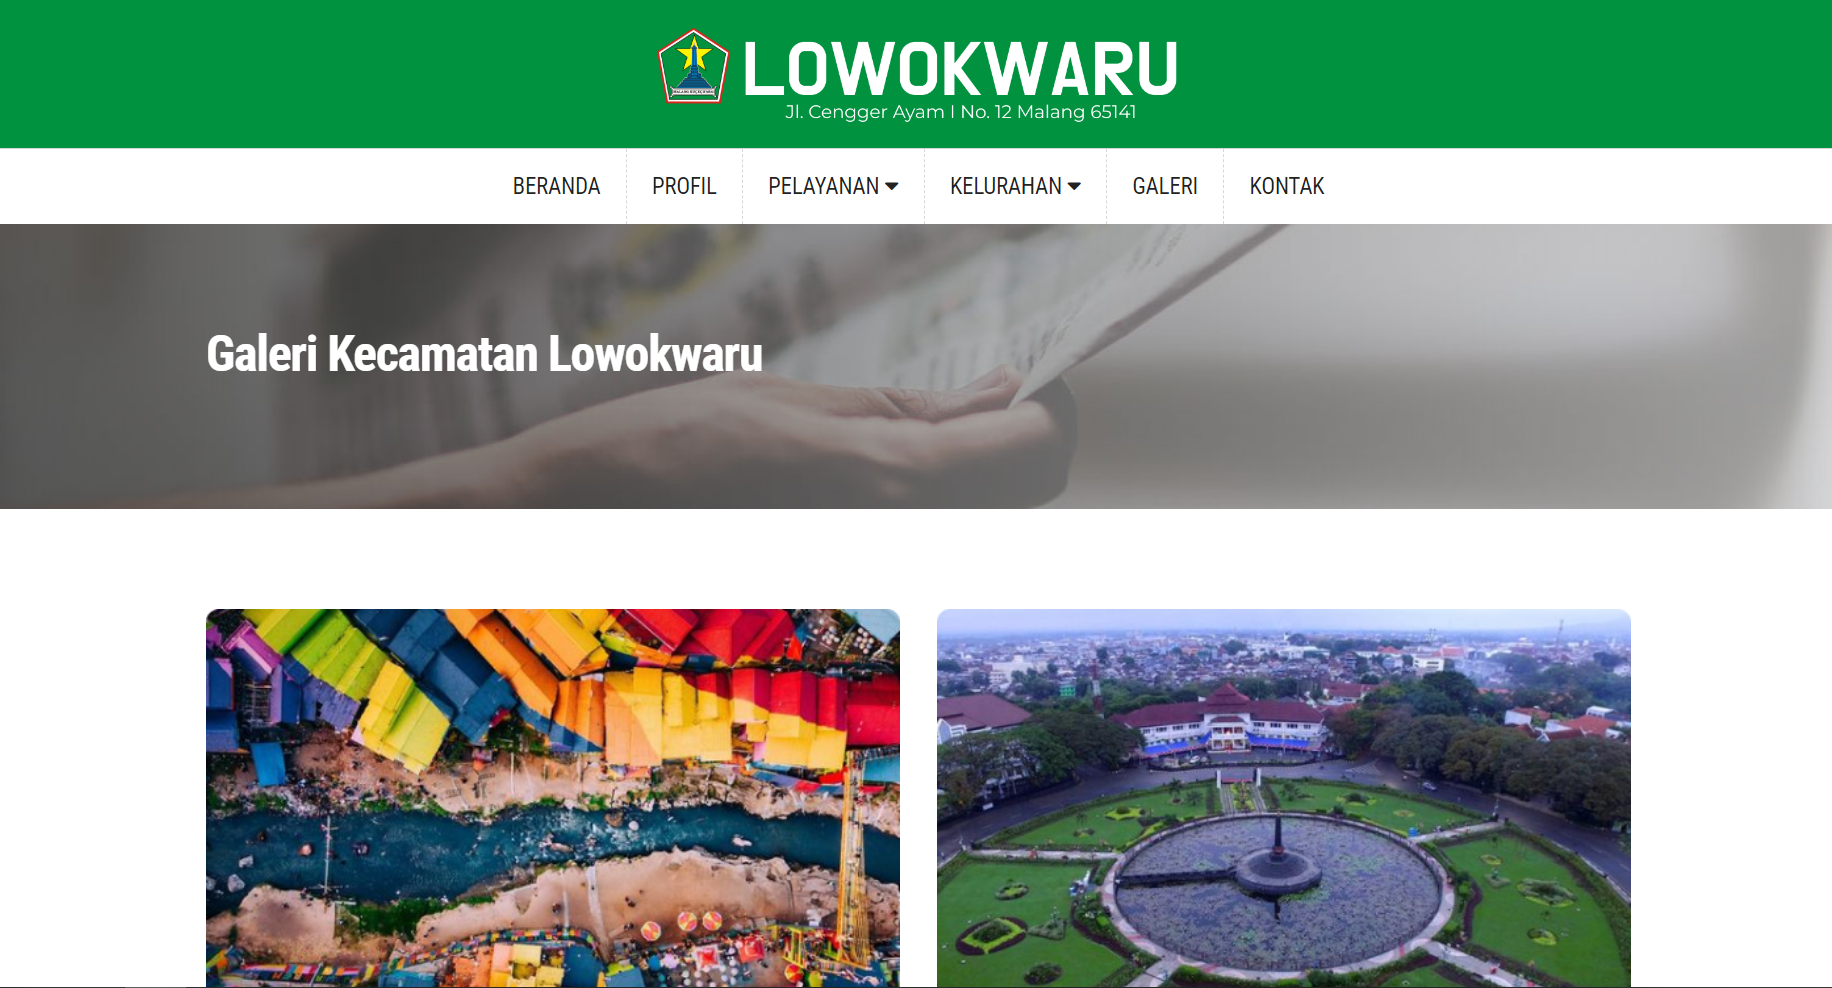 LOWOKWARU
Jl. Cengger Ayam I No. 12 Malang 65141
BERANDA PROFIL PELAYANAN KELURAHAN GALERI KONTAK
Galeri Kecamatan Lowokwaru